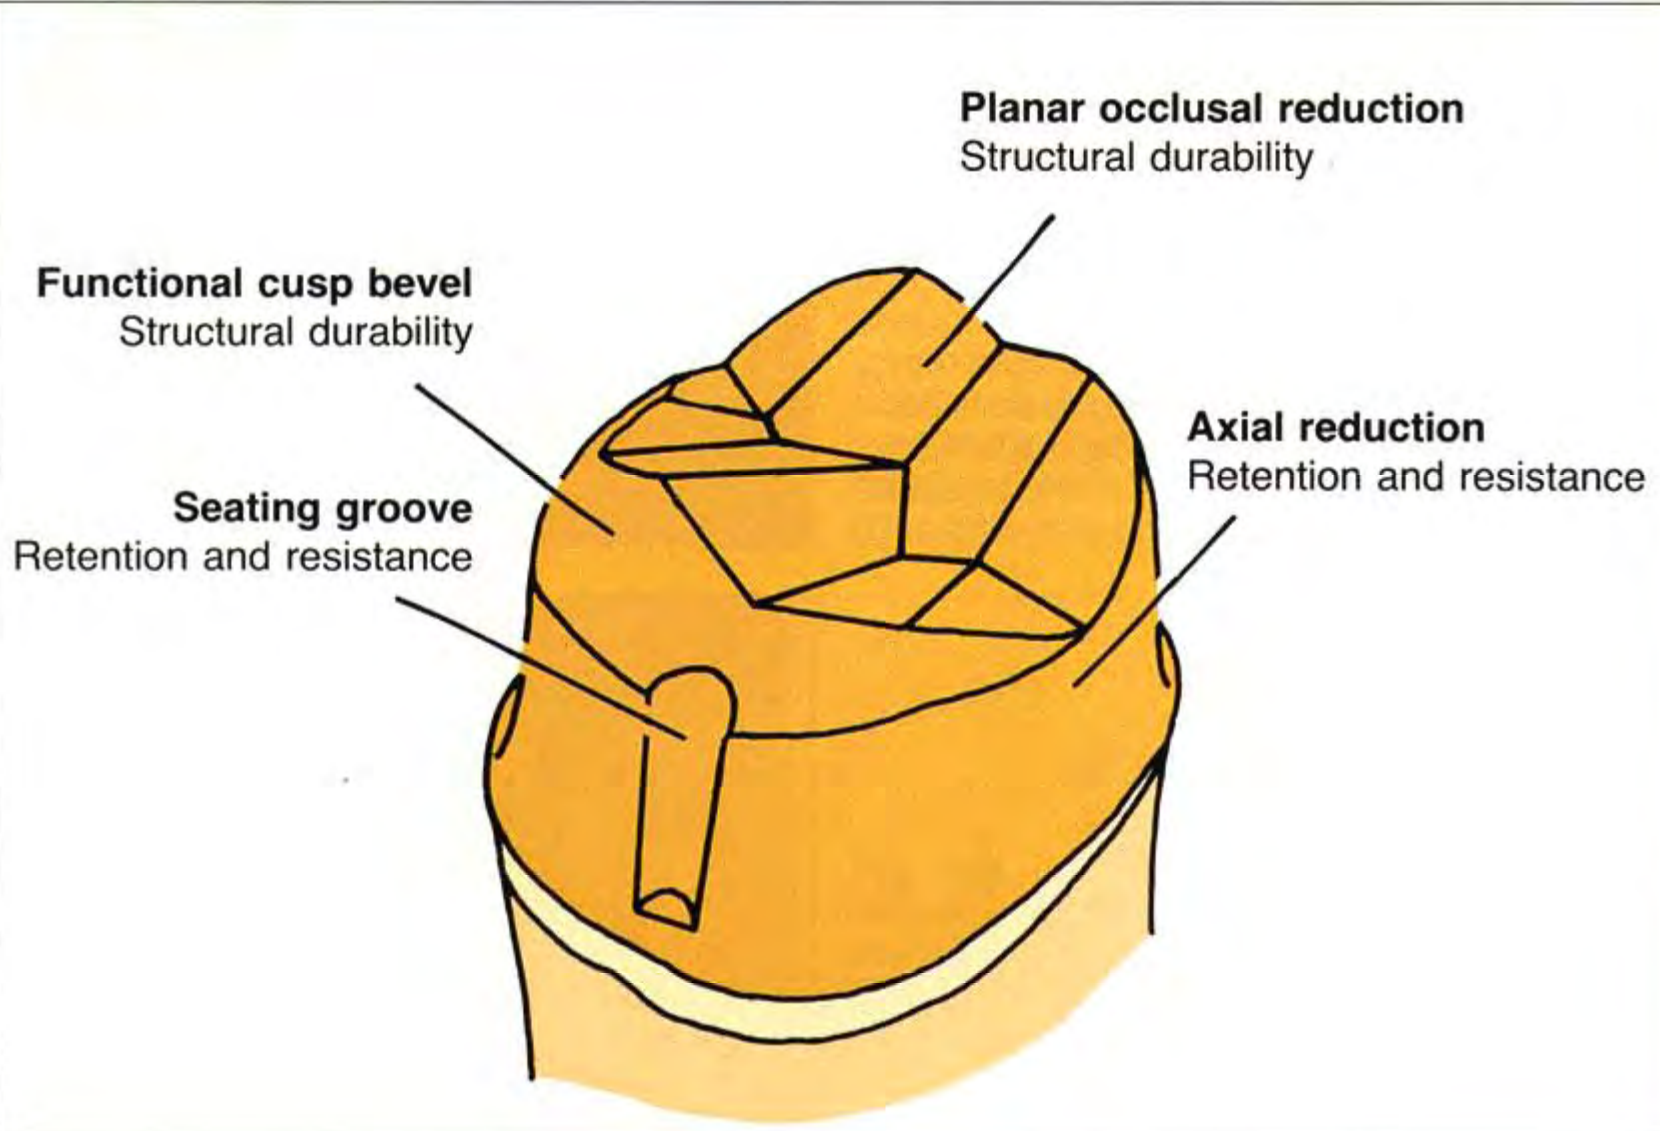 Planar occlusal reduction
Structural durability
Functional cusp bevel
Structural durability
Axial reduction
Retention and resistance
Seating groove
Retention and resistance